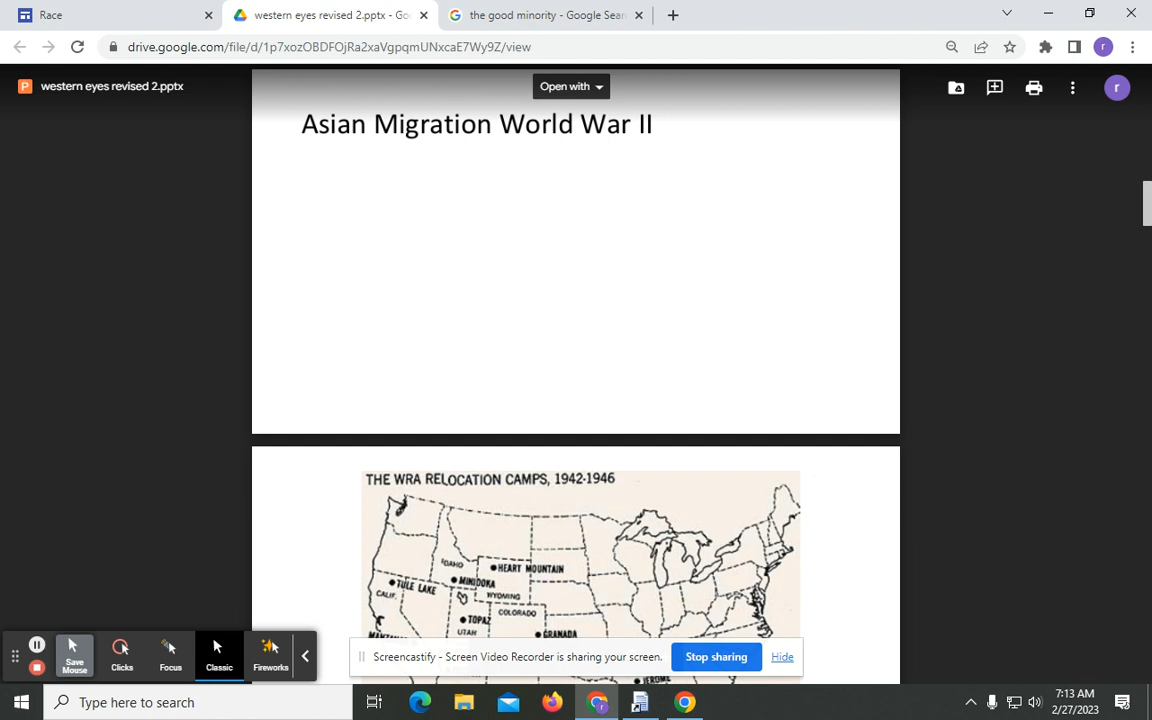 Race
western eyes revised 2.pptx - Go
the good minority - Google Sear
drive.google.com/file/d/1p7xozOBDFOjRa2xaVgpqmUNxcaE7Wy9Z/view
r
western eyes revised 2.pptx
Open with
r
Asian Migration World War II
THE WRA RELOCATION CAMPS, 1942-1946
IDAHO
HEART MOUNTAIN
MINIDOKA
TULE LAKE
CALIF.
WYOMING
COLORADO
TOPAZ
UTAH
GRANADA
JEROME
Save
Mouse
Clicks
Focus
Classic
Fireworks
Screencastify - Screen Video Recorder is sharing your screen.
Stop sharing
Hide
Type here to search
7:13 AM
2/27/2023